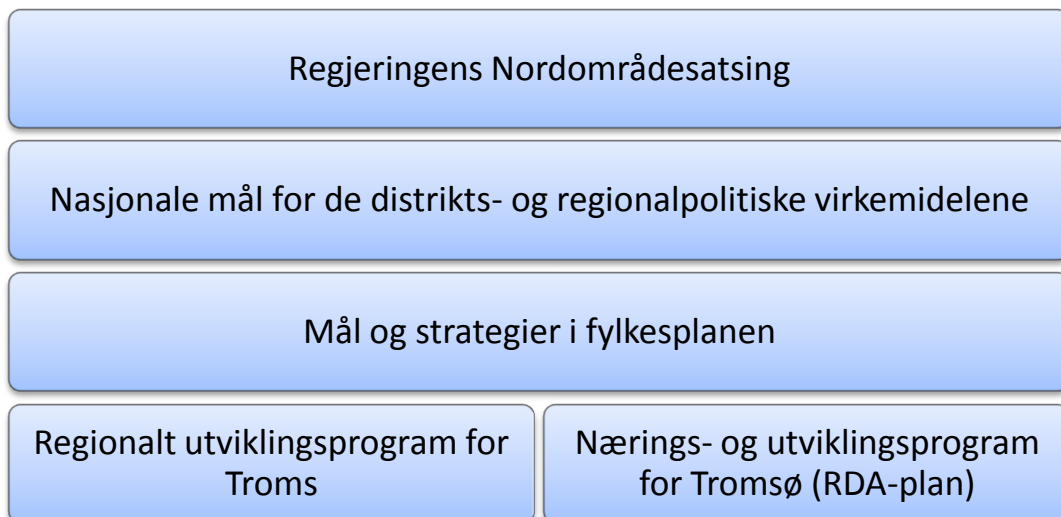 Regjeringens Nordområdesatsing
Nasjonale mål for de distrikts- og regionalpolitiske virkemidelene
Mål og strategier i fylkesplanen
Regionalt utviklingsprogram for
Troms
Nærings- og utviklingsprogram
for Tromsø (RDA-plan)